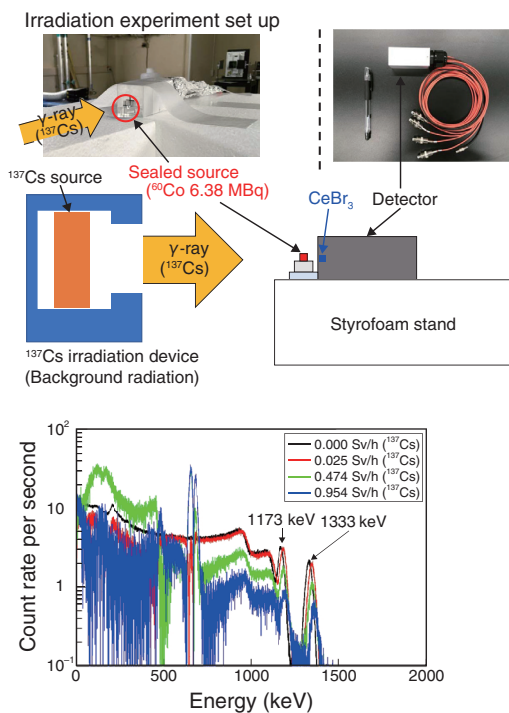 Irradiation experiment set up
γ-ray
(¹³⁷Cs)
Sealed source
(⁶⁰Co 6.38 MBq)
¹³⁷Cs source
CeBr₃
Detector
γ-ray
(¹³⁷Cs)
Styrofoam stand
¹³⁷Cs irradiation device
(Background radiation)
Count rate per second
10²
10
1
10⁻¹
0.000 Sv/h (¹³⁷Cs)
0.025 Sv/h (¹³⁷Cs)
0.474 Sv/h (¹³⁷Cs)
0.954 Sv/h (¹³⁷Cs)
1173 keV
1333 keV
0 500 1000 1500 2000
Energy (keV)